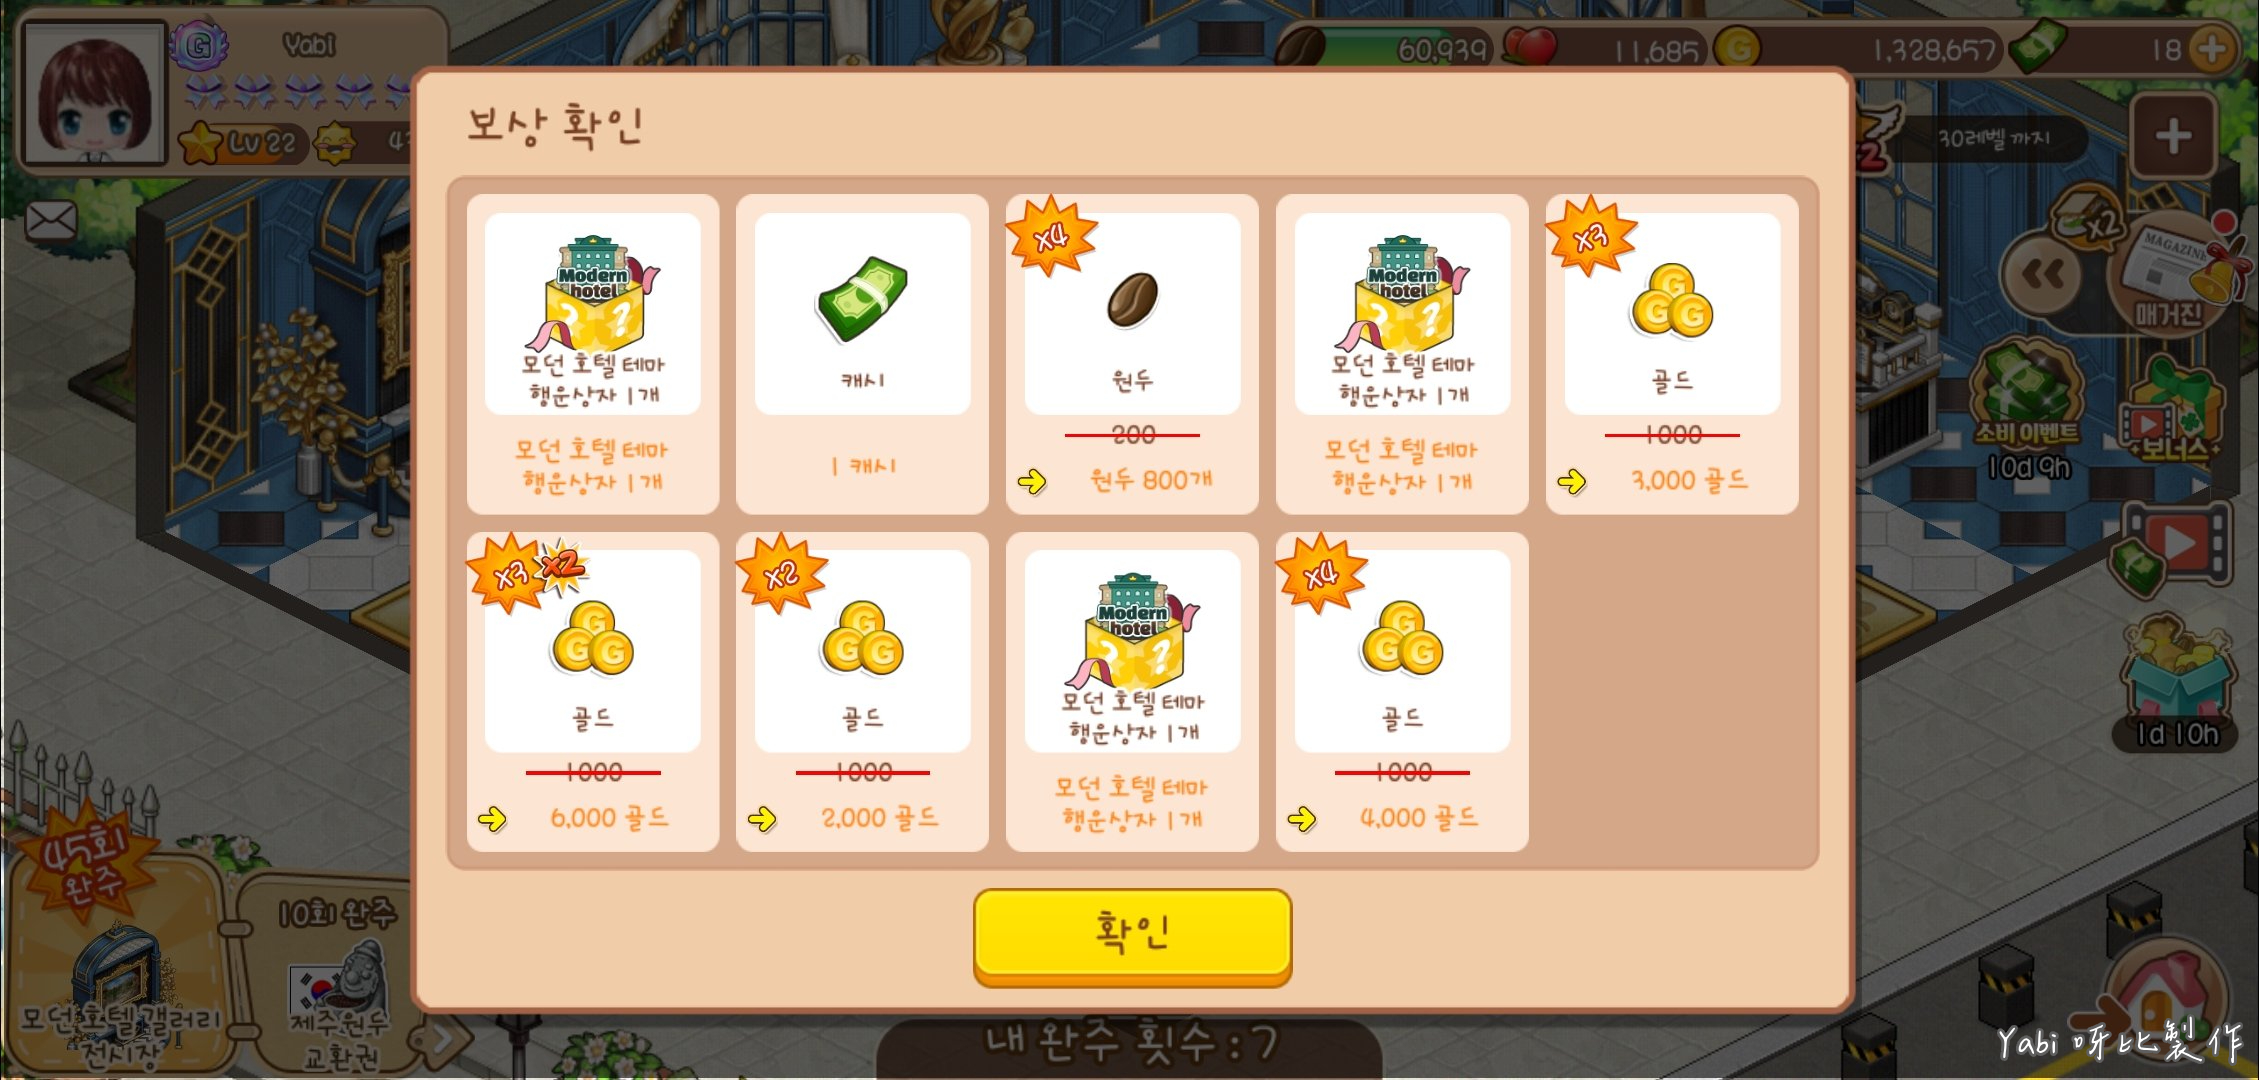 Yabi
60,939
11,685
1,328,657
18
Lv 22
30레벨 까지
보상 확인
Modern
hotel
모던 호텔 테마
행운상자 1개
모던 호텔 테마
행운상자 1개
캐시
1 캐시
x4
원두
200
원두 800개
Modern
hotel
모던 호텔 테마
행운상자 1개
모던 호텔 테마
행운상자 1개
x3
골드
1000
3,000 골드
x3 x2
골드
1000
6,000 골드
x2
골드
1000
2,000 골드
Modern
hotel
모던 호텔 테마
행운상자 1개
모던 호텔 테마
행운상자 1개
x4
골드
1000
4,000 골드
확인
x2
MAGAZINE
매거진
소비 이벤트
10d 9h
보너스
1d 10h
45회
완주
모던 호텔 갤러리
전시장
10회 완주
제주원두
교환권
내 완주 횟수 : 7
Yabi 呀比製作